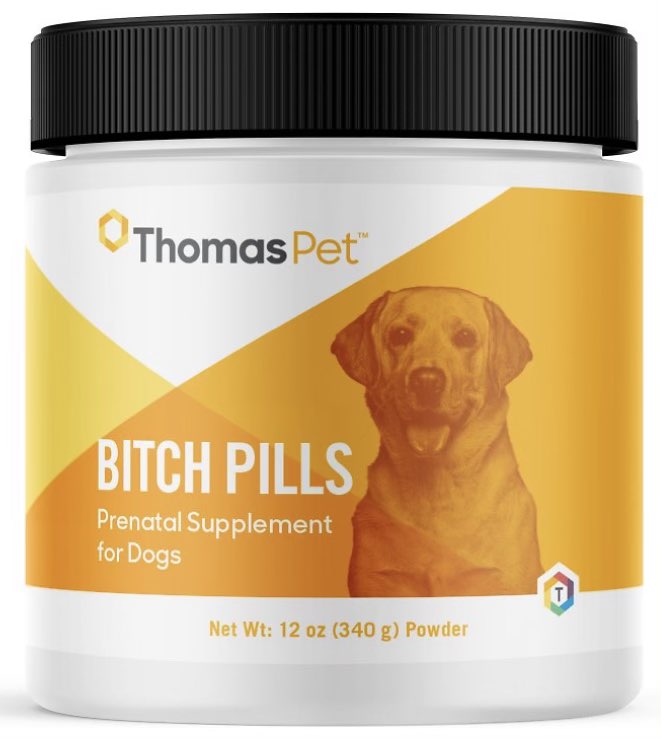 ThomasPet™
BITCH PILLS
Prenatal Supplement
for Dogs
T
Net Wt: 12 oz (340 g) Powder